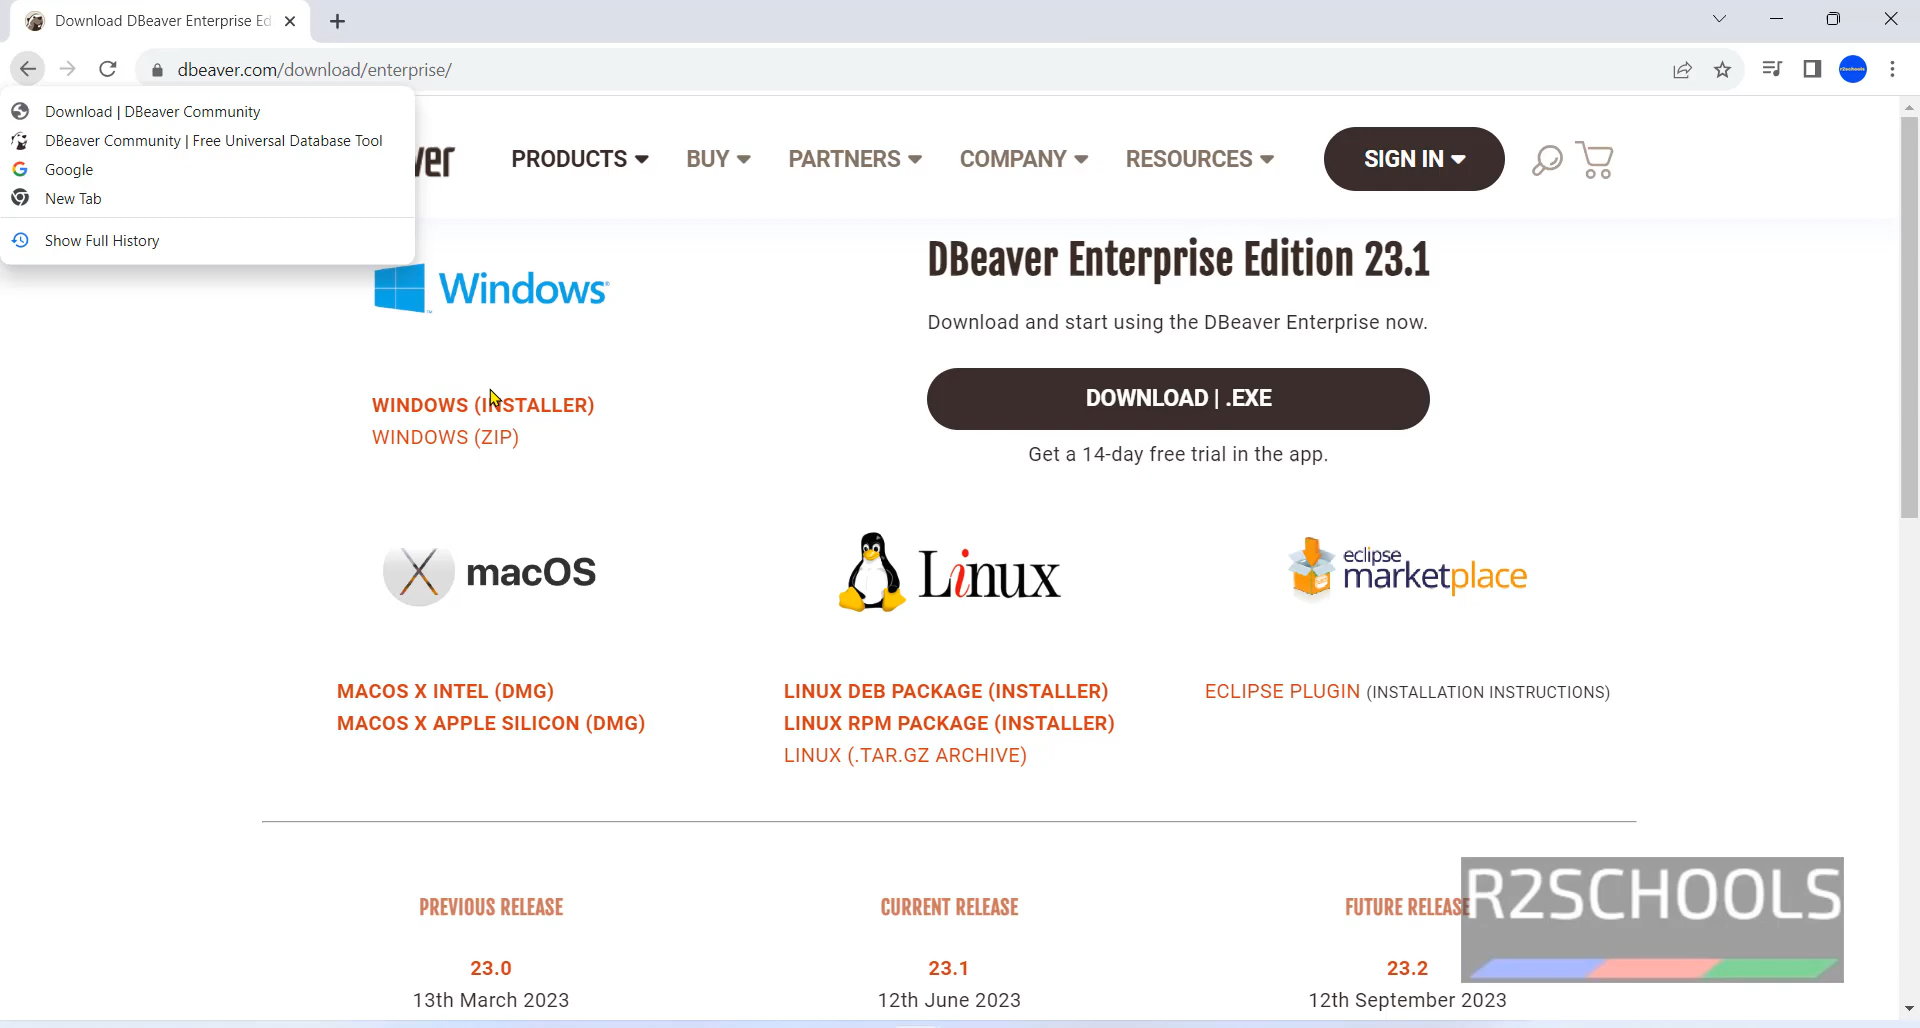 Download DBeaver Enterprise Ed
dbeaver.com/download/enterprise/
r2schools
Download | DBeaver Community
DBeaver Community | Free Universal Database Tool
Google
New Tab
Show Full History
ver
PRODUCTS
BUY
PARTNERS
COMPANY
RESOURCES
SIGN IN
Windows
WINDOWS (INSTALLER)
WINDOWS (ZIP)
DBeaver Enterprise Edition 23.1
Download and start using the DBeaver Enterprise now.
DOWNLOAD | .EXE
Get a 14-day free trial in the app.
macOS
MACOS X INTEL (DMG)
MACOS X APPLE SILICON (DMG)
Linux
LINUX DEB PACKAGE (INSTALLER)
LINUX RPM PACKAGE (INSTALLER)
LINUX (.TAR.GZ ARCHIVE)
eclipse
marketplace
ECLIPSE PLUGIN (INSTALLATION INSTRUCTIONS)
PREVIOUS RELEASE
23.0
13th March 2023
CURRENT RELEASE
23.1
12th June 2023
FUTURE RELEASE
23.2
12th September 2023
R2SCHOOLS